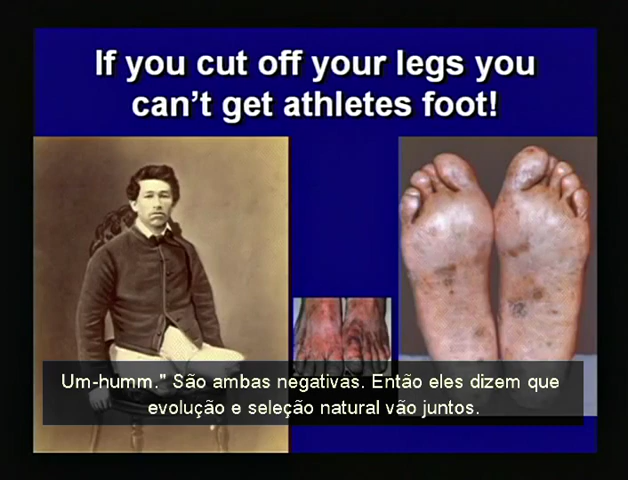 If you cut off your legs you
can't get athletes foot!
Um-humm." São ambas negativas. Então eles dizem que
evolução e seleção natural vão juntos.